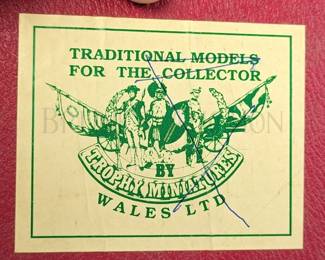 TRADITIONAL MODELS
FOR THE COLLECTOR
BY
TROPHY MINIATURES
WALES LTD